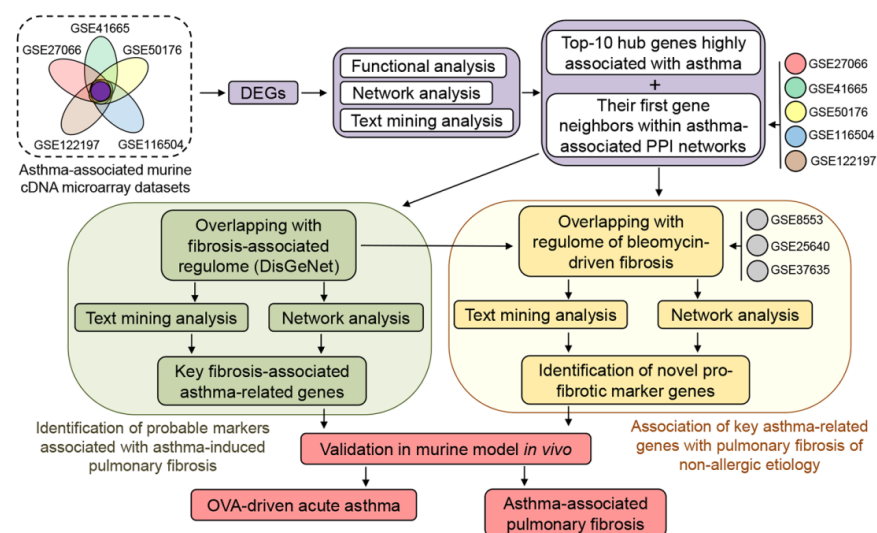 GSE41665
GSE27066
GSE50176
GSE122197
GSE116504
Asthma-associated murine
cDNA microarray datasets
DEGs
Functional analysis
Network analysis
Text mining analysis
Top-10 hub genes highly
associated with asthma
+
Their first gene
neighbors within asthma-
associated PPI networks
GSE27066
GSE41665
GSE50176
GSE116504
GSE122197
Overlapping with
fibrosis-associated
regulome (DisGeNet)
Text mining analysis
Network analysis
Key fibrosis-associated
asthma-related genes
Identification of probable markers
associated with asthma-induced
pulmonary fibrosis
Overlapping with
regulome of bleomycin-
driven fibrosis
GSE8553
GSE25640
GSE37635
Text mining analysis
Network analysis
Identification of novel pro-
fibrotic marker genes
Association of key asthma-related
genes with pulmonary fibrosis of
non-allergic etiology
Validation in murine model in vivo
OVA-driven acute asthma
Asthma-associated
pulmonary fibrosis